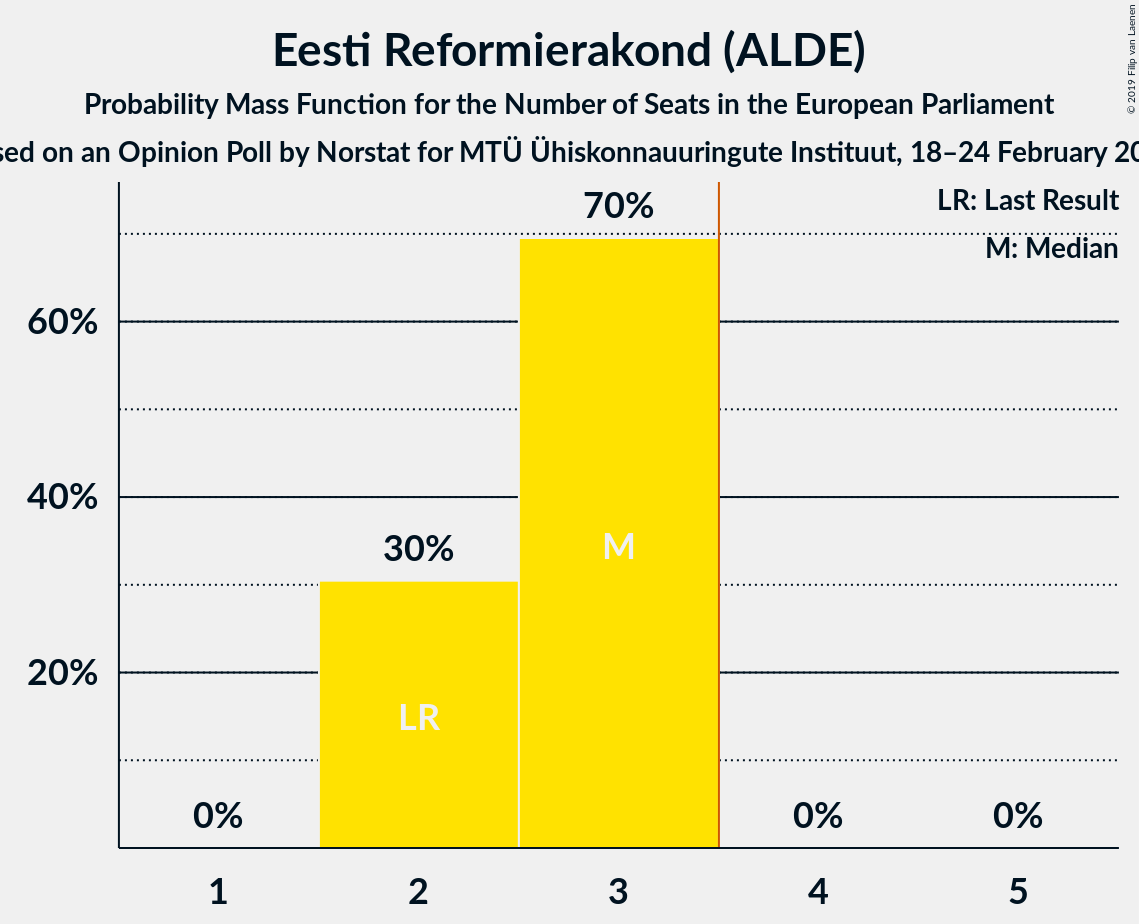 Eesti Reformierakond (ALDE)
Probability Mass Function for the Number of Seats in the European Parliament
on an Opinion Poll by Norstat for MTÜ Ühiskonnauuringute Instituut, 18–24 February
© 2019 Filip van Laenen
LR: Last Result
M: Median
70%
60%
40%
30%
20%
M
LR
0%
0%
0%
1
2
3
4
5